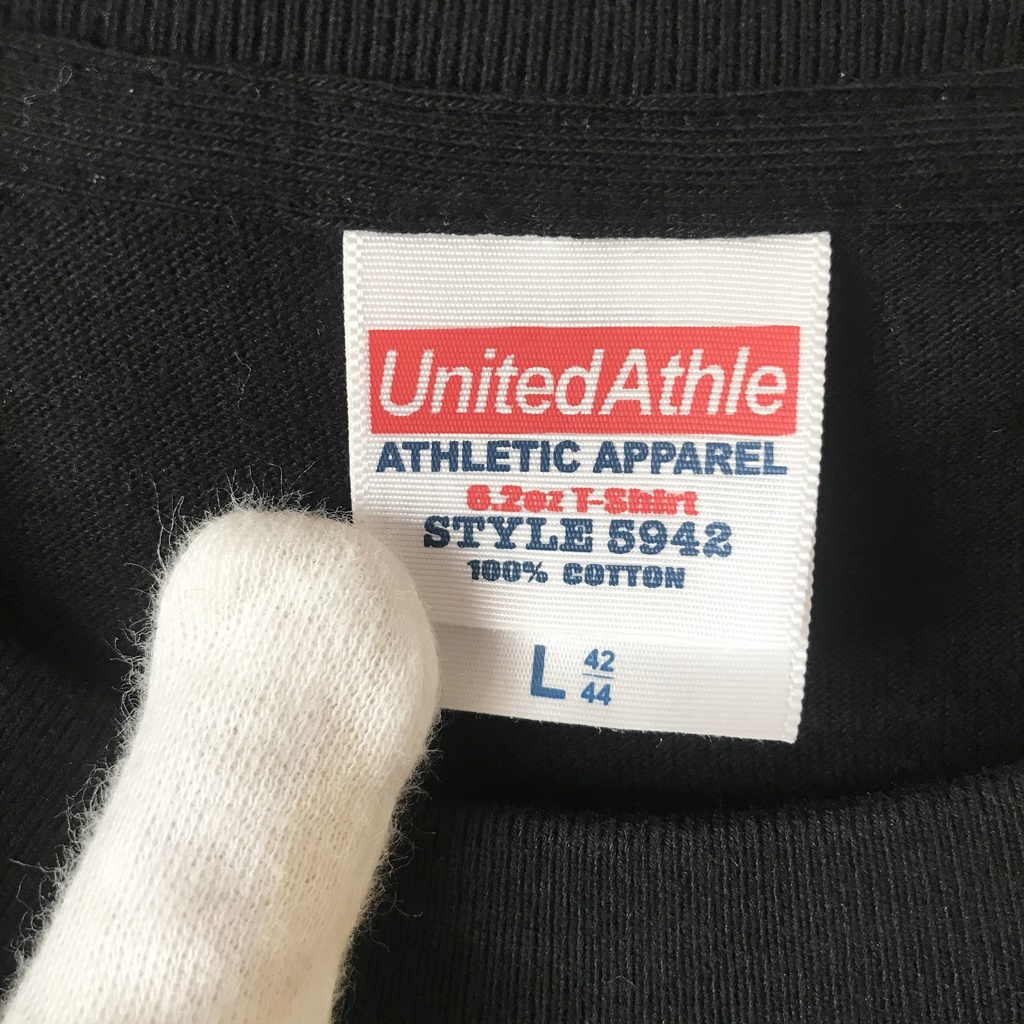 UnitedAthle
ATHLETIC APPAREL
6.2oz T-Shirt
STYLE 5942
100% COTTON
L 42
44